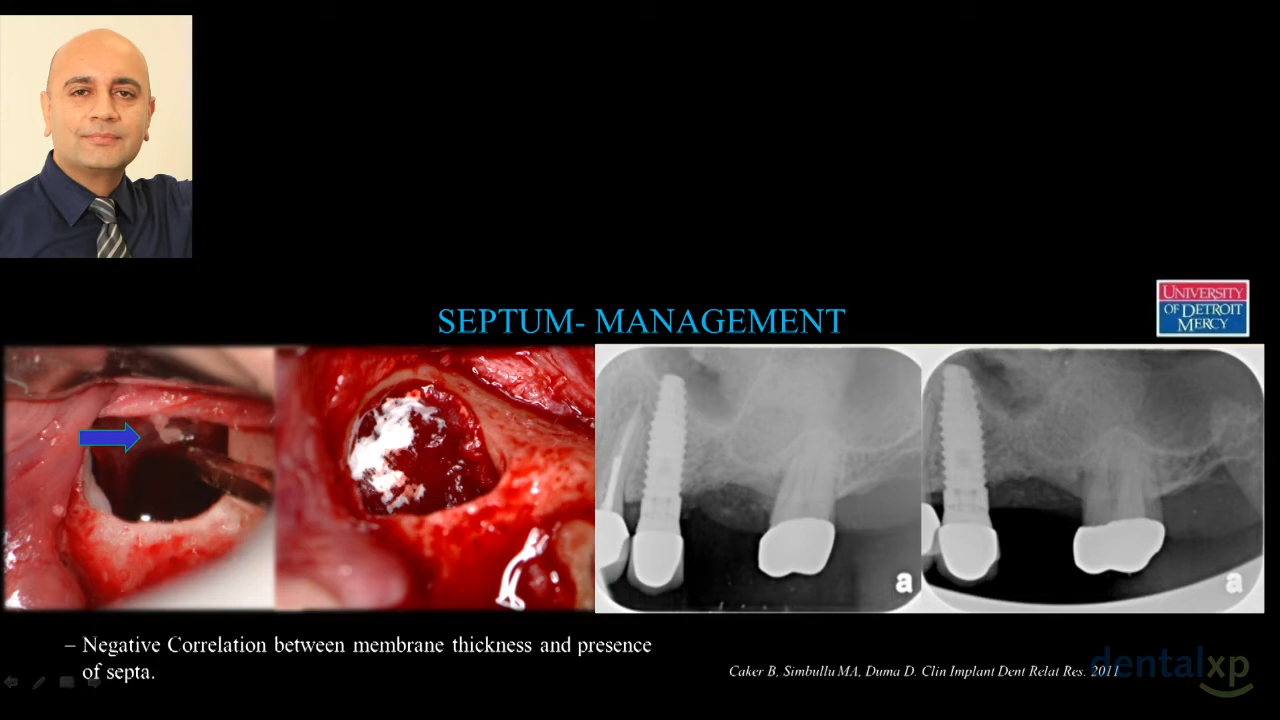 SEPTUM- MANAGEMENT
UNIVERSITY
OF DETROIT
MERCY
a
a
– Negative Correlation between membrane thickness and presence
of septa.
Caker B, Simbullu MA, Duma D. Clin Implant Dent Relat Res. 2011
dentalxp